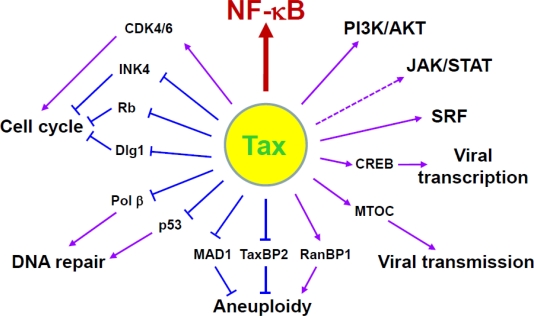 NF-κB
CDK4/6
PI3K/AKT
INK4
JAK/STAT
Rb
SRF
Cell cycle
Tax
Dlg1
CREB
Viral
transcription
Pol β
MTOC
p53
DNA repair
MAD1
TaxBP2
RanBP1
Viral transmission
Aneuploidy